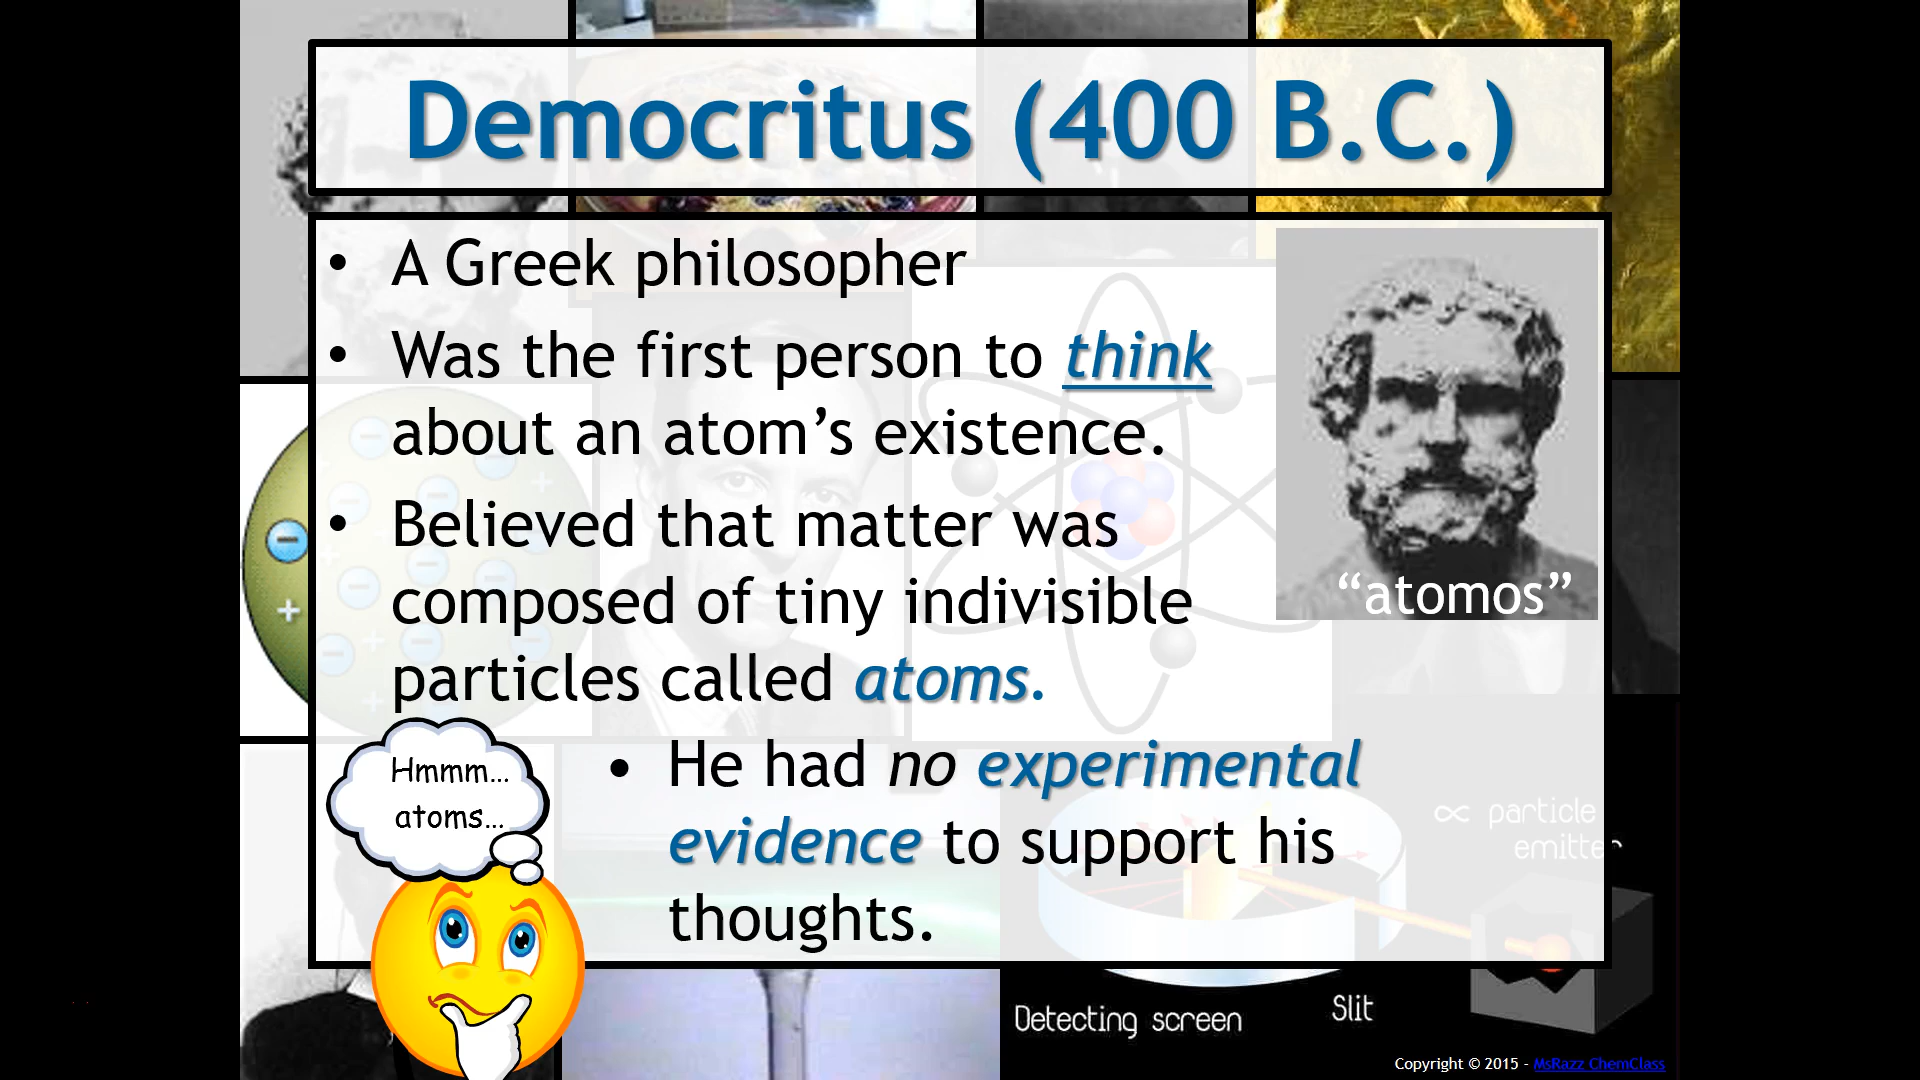 Democritus (400 B.C.)
• A Greek philosopher
• Was the first person to think
about an atom’s existence.
• Believed that matter was
composed of tiny indivisible
particles called atoms.
“atomos”
Hmmm…
atoms…
• He had no experimental
evidence to support his
thoughts.
∝ particle
emitter
Detecting screen
Slit
Copyright © 2015 - MsRazz ChemClass